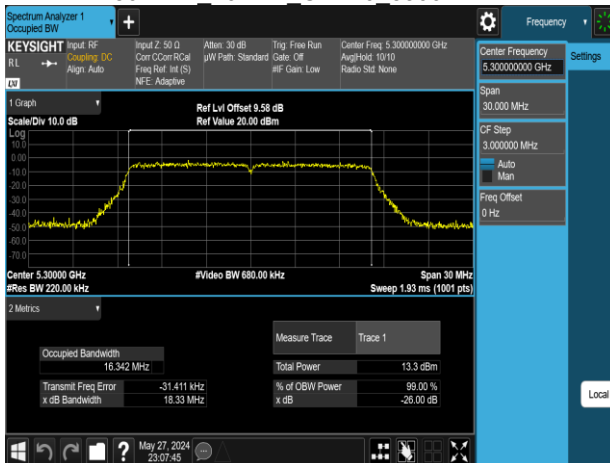 Spectrum Analyzer 1
Occupied BW
Frequency
KEYSIGHT Input: RF Input Z: 50 Ω Atten: 30 dB Trig: Free Run Center Freq: 5.300000000 GHz
R L Coupling: DC Corr CCorr RCal µW Path: Standard Gate: Off Avg|Hold: 10/10
Align: Auto Freq Ref: Int (S) #IF Gain: Low Radio Std: None
LXI NFE: Adaptive
Center Frequency
5.300000000 GHz
Settings
Span
30.000 MHz
CF Step
3.000000 MHz
Auto
Man
Freq Offset
0 Hz
Local
1 Graph
Ref Lvl Offset 9.58 dB
Scale/Div 10.0 dB Ref Value 20.00 dBm
Log
10.0
0.00
-10.0
-20.0
-30.0
-40.0
-50.0
-60.0
-70.0
Center 5.30000 GHz #Video BW 680.00 kHz Span 30 MHz
#Res BW 220.00 kHz Sweep 1.93 ms (1001 pts)
2 Metrics
Measure Trace Trace 1
Occupied Bandwidth
16.342 MHz Total Power 13.3 dBm
Transmit Freq Error -31.411 kHz % of OBW Power 99.00 %
x dB Bandwidth 18.33 MHz x dB -26.00 dB
? May 27, 2024
23:07:45